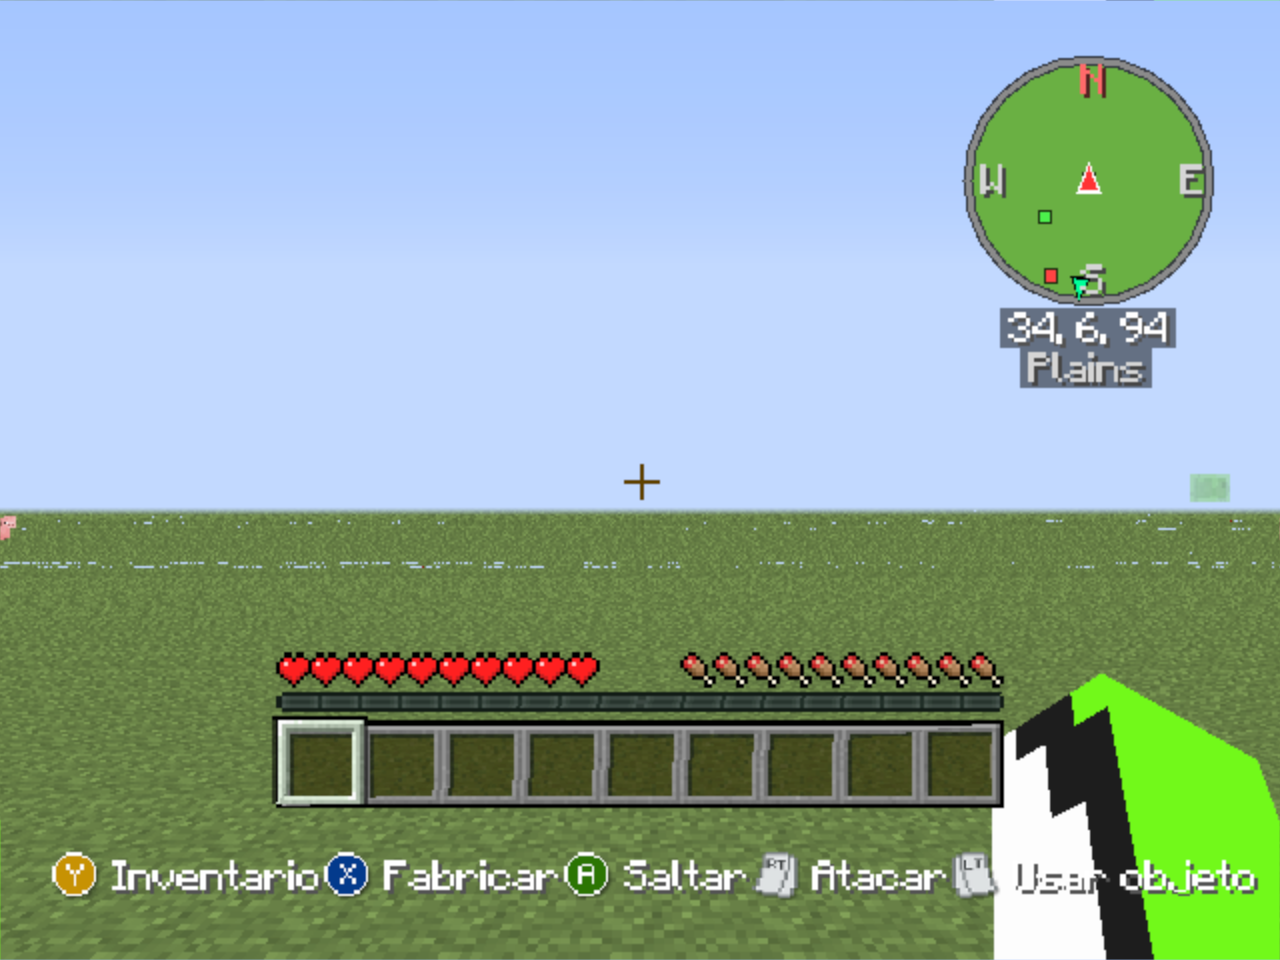 N
W E
S
34, 6, 94
Plains
Y Inventario X Fabricar A Saltar RT Atacar LT Usar objeto